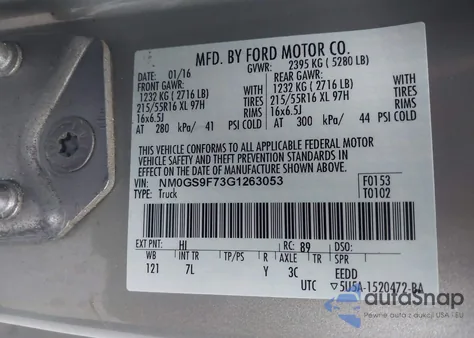 MFD. BY FORD MOTOR CO.
DATE: 01/16 GVWR: 2395 KG (5280 LB)
FRONT GAWR: REAR GAWR:
1232 KG (2716 LB) WITH 1232 KG (2716 LB) WITH
215/55R16 XL 97H TIRES 215/55R16 XL 97H TIRES
16x6.5J RIMS 16x6.5J RIMS
AT 280 kPa/ 41 PSI COLD AT 300 kPa/ 44 PSI COLD
THIS VEHICLE CONFORMS TO ALL APPLICABLE FEDERAL MOTOR
VEHICLE SAFETY AND THEFT PREVENTION STANDARDS IN EFFECT ON THE
DATE OF MANUFACTURE SHOWN ABOVE.
VIN: NM0GS9F73G1263053 F0153
TYPE: Truck T0102
EXT PNT: HI RC: 89 DSO:
WB INT TR TP/PS R AXLE TR SPR
121 7L Y 3C EEDD
UTC ▽5U5A-1520472-BA
autoSnap
Pewne auta z aukcji USA - EU